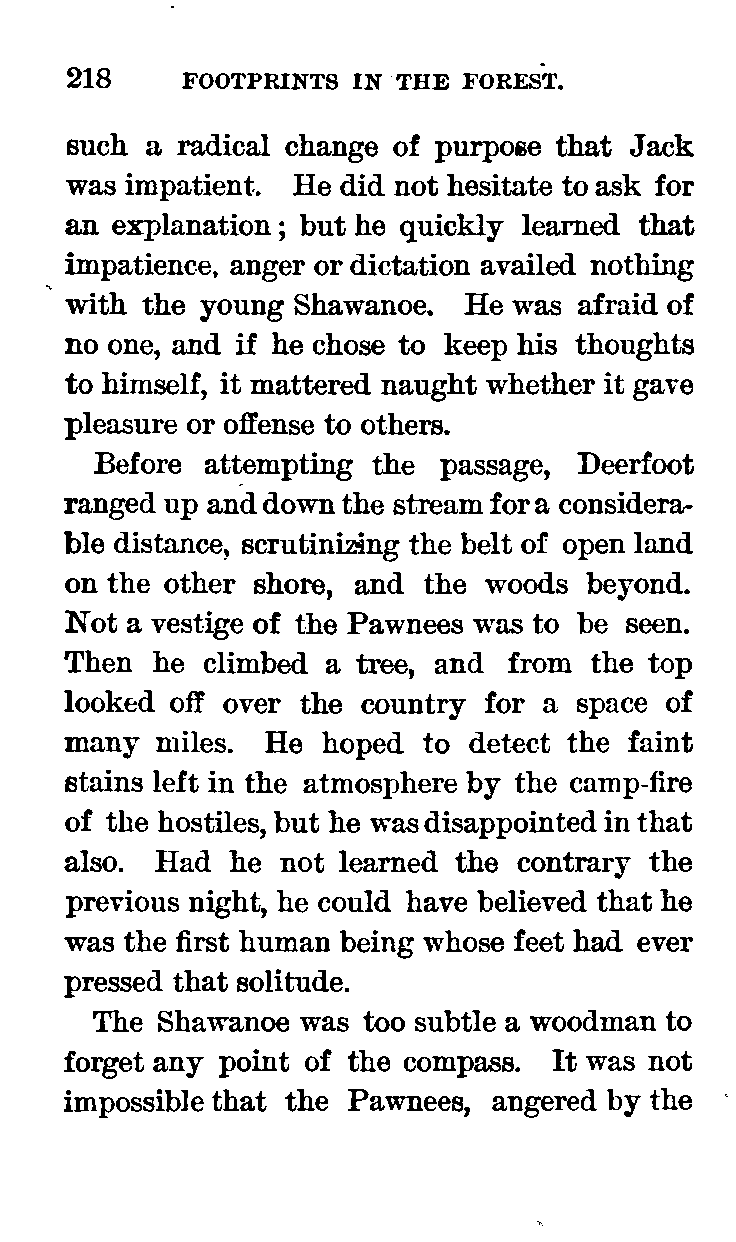 218 FOOTPRINTS IN THE FOREST.
such a radical change of purpose that Jack
was impatient. He did not hesitate to ask for
an explanation; but he quickly learned that
impatience, anger or dictation availed nothing
with the young Shawanoe. He was afraid of
no one, and if he chose to keep his thoughts
to himself, it mattered naught whether it gave
pleasure or offense to others.
Before attempting the passage, Deerfoot
ranged up and down the stream for a considera-
ble distance, scrutinizing the belt of open land
on the other shore, and the woods beyond.
Not a vestige of the Pawnees was to be seen.
Then he climbed a tree, and from the top
looked off over the country for a space of
many miles. He hoped to detect the faint
stains left in the atmosphere by the camp-fire
of the hostiles, but he was disappointed in that
also. Had he not learned the contrary the
previous night, he could have believed that he
was the first human being whose feet had ever
pressed that solitude.
The Shawanoe was too subtle a woodman to
forget any point of the compass. It was not
impossible that the Pawnees, angered by the